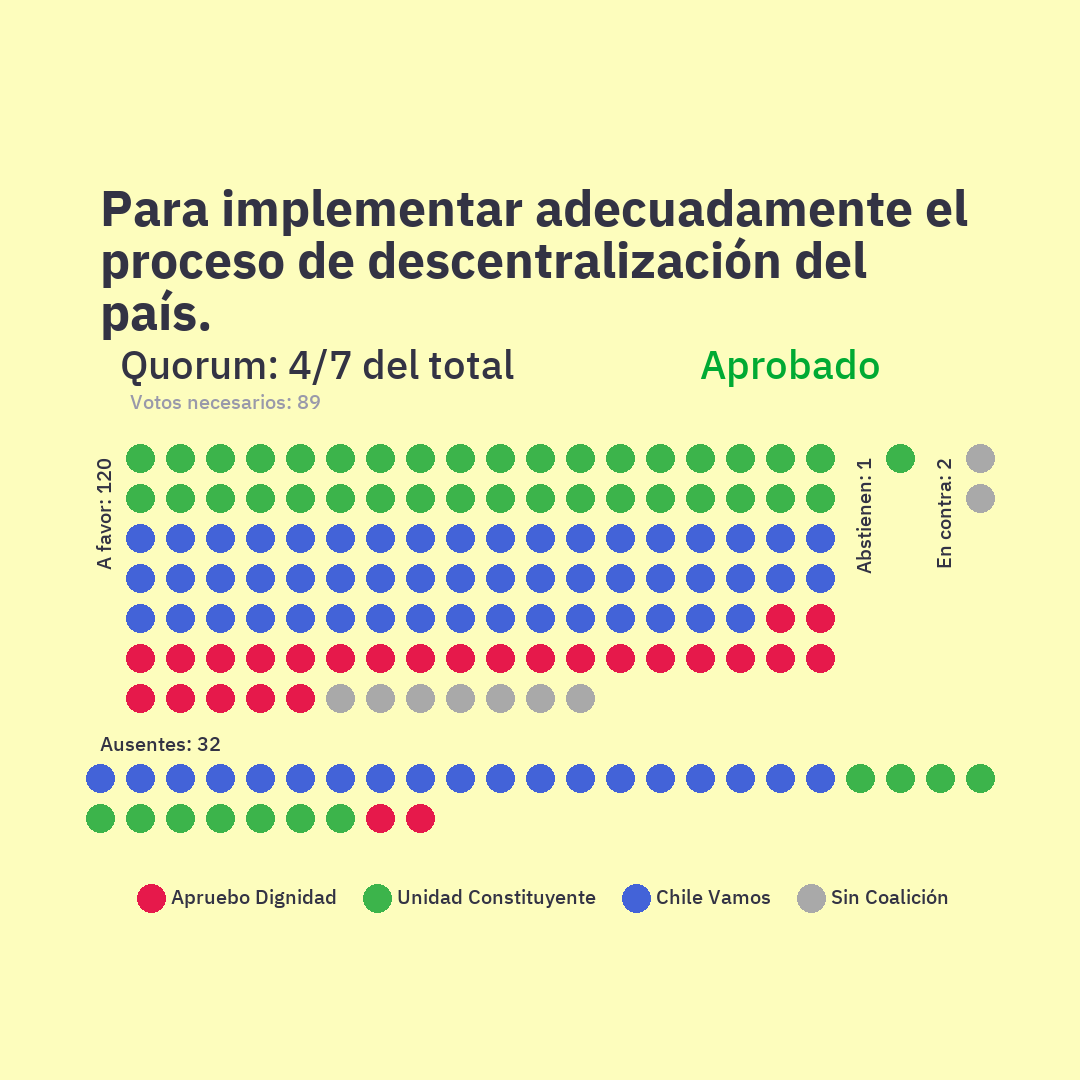 Para implementar adecuadamente el
proceso de descentralización del
país.
Quorum: 4/7 del total
Aprobado
Votos necesarios: 89
A favor: 120
Abstienen: 1
En contra: 2
Ausentes: 32
Apruebo Dignidad
Unidad Constituyente
Chile Vamos
Sin Coalición